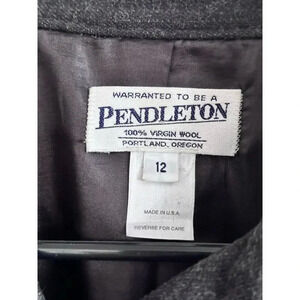 WARRANTED TO BE A
PENDLETON
100% VIRGIN WOOL
PORTLAND, OREGON
12
MADE IN U.S.A.
REVERSE FOR CARE